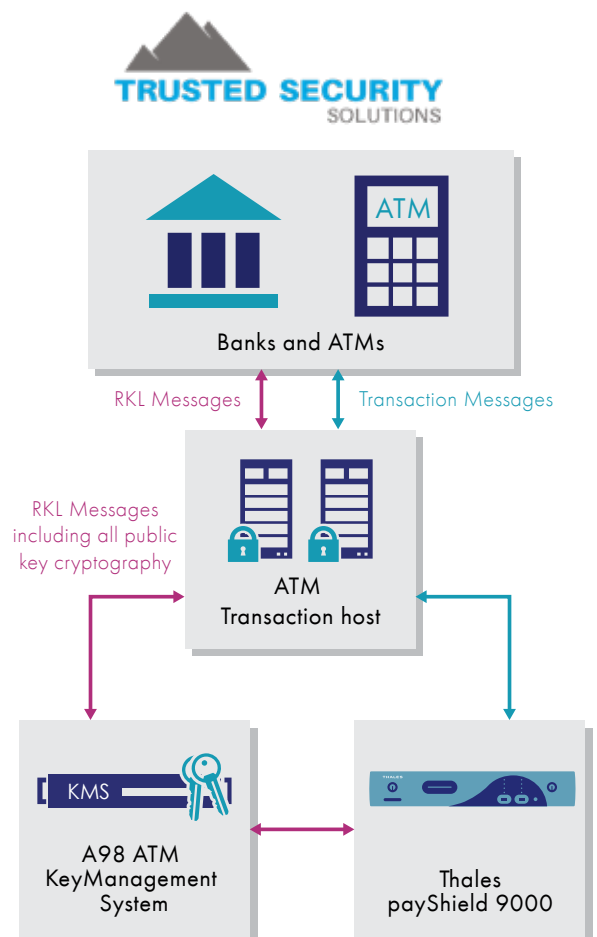 TRUSTED SECURITY
SOLUTIONS
ATM
Banks and ATMs
RKL Messages
Transaction Messages
RKL Messages
including all public
key cryptography
ATM
Transaction host
KMS
A98 ATM
KeyManagement
System
THALES
Thales
payShield 9000